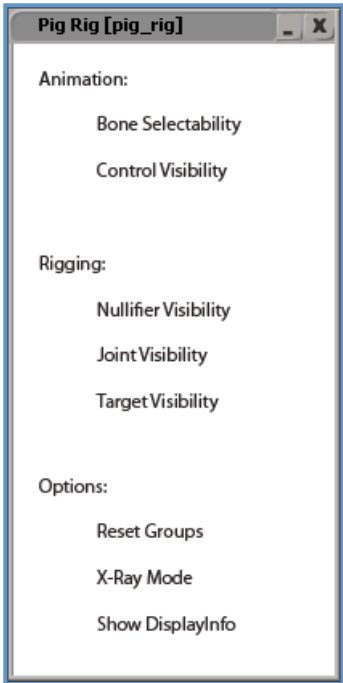 Pig Rig [pig_rig]
Animation:
Bone Selectability
Control Visibility
Rigging:
Nullifier Visibility
Joint Visibility
Target Visibility
Options:
Reset Groups
X-Ray Mode
Show DisplayInfo